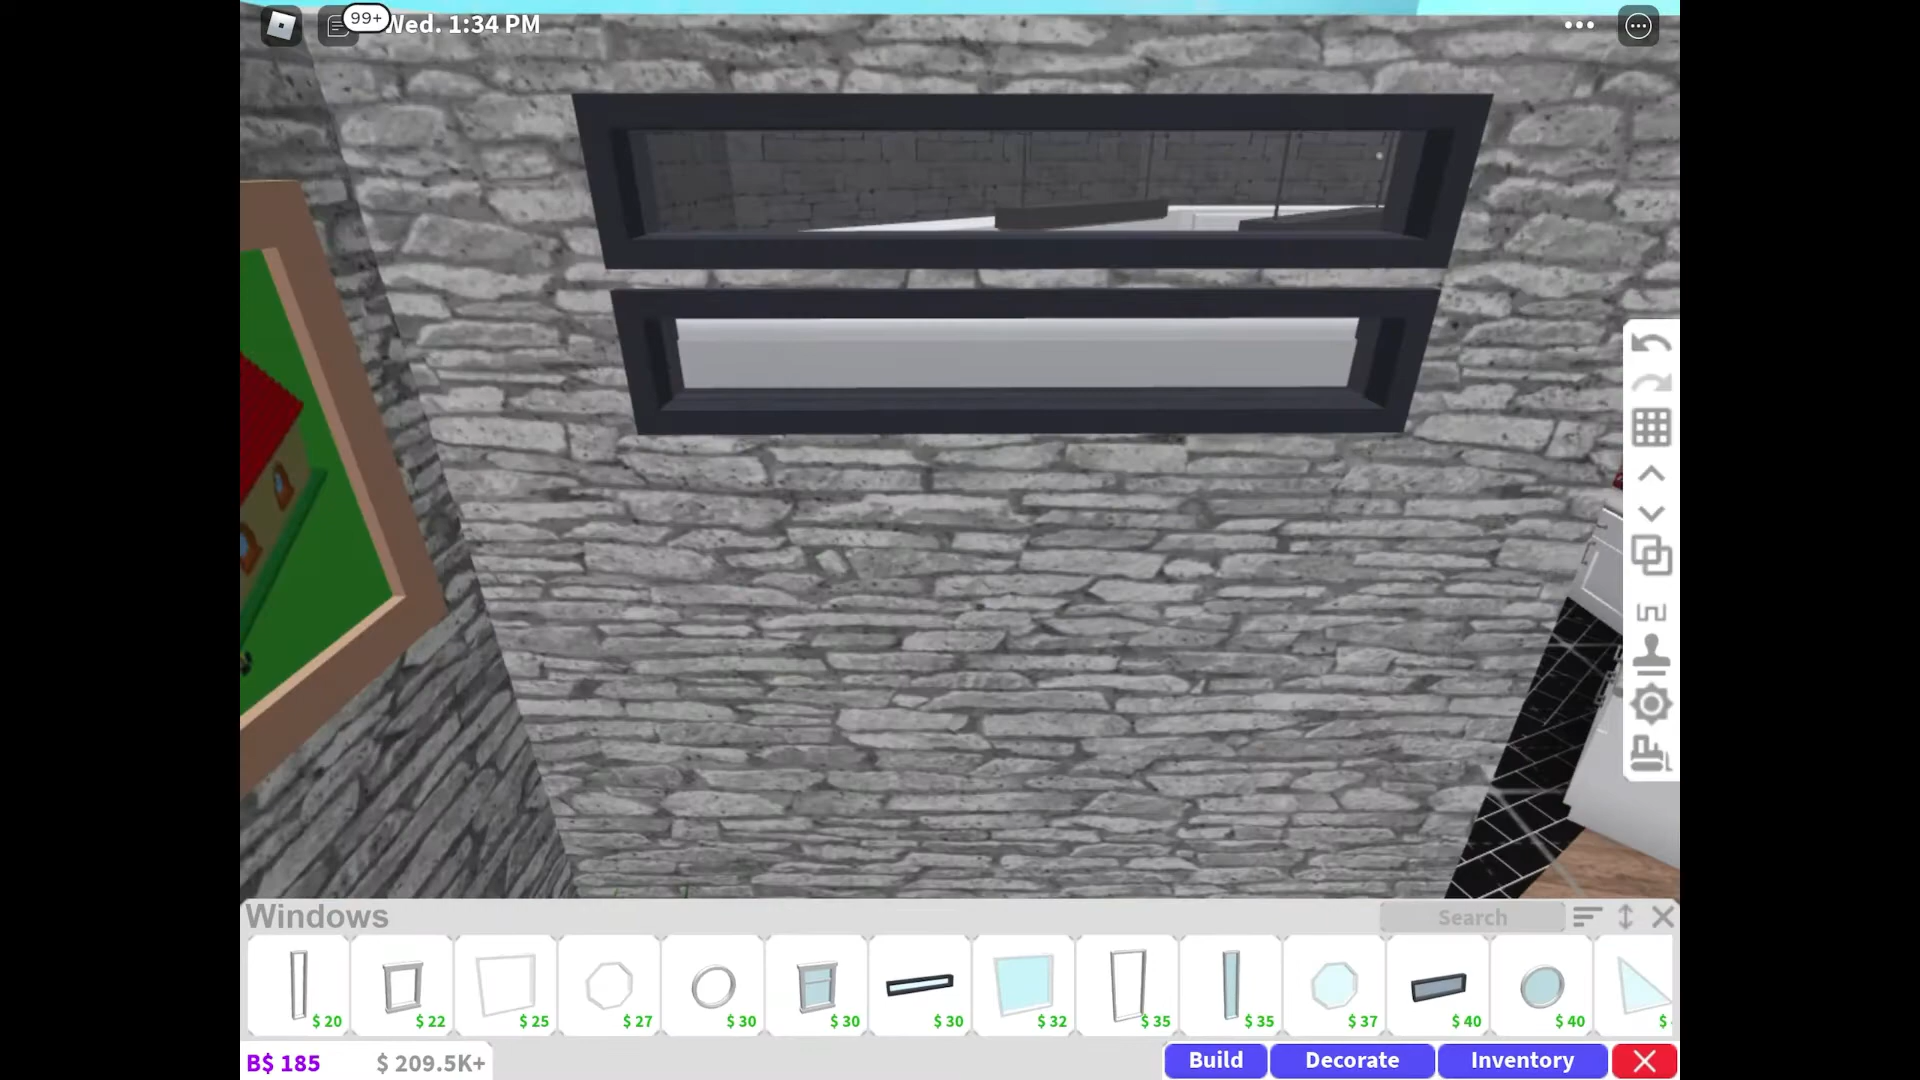 99+
Wed. 1:34 PM
Windows
Search
$ 20
$ 22
$ 25
$ 27
$ 30
$ 30
$ 30
$ 32
$ 35
$ 35
$ 37
$ 40
$ 40
$
B$ 185
$ 209.5K+
Build
Decorate
Inventory